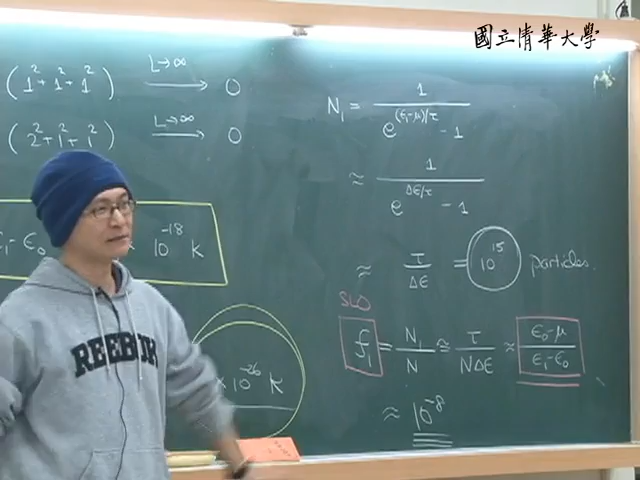 國立清華大學
(1²+1²+1²) L→∞ → 0
(2²+1²+1²) L→∞ → 0
ε₁-ε₀ × 10⁻¹⁸ K
× 10⁻²⁶ K
REEBOK
N₁ = 1 / (e^((ε₁-μ)/τ) - 1)
≈ 1 / (e^(Δε/τ) - 1)
≈ τ/Δε = 10¹⁵ particles.
SLO
f₁ = N₁/N ≅ τ/(NΔε) ≈ (ε₀-μ)/(ε₁-ε₀)
≈ 10⁻⁸